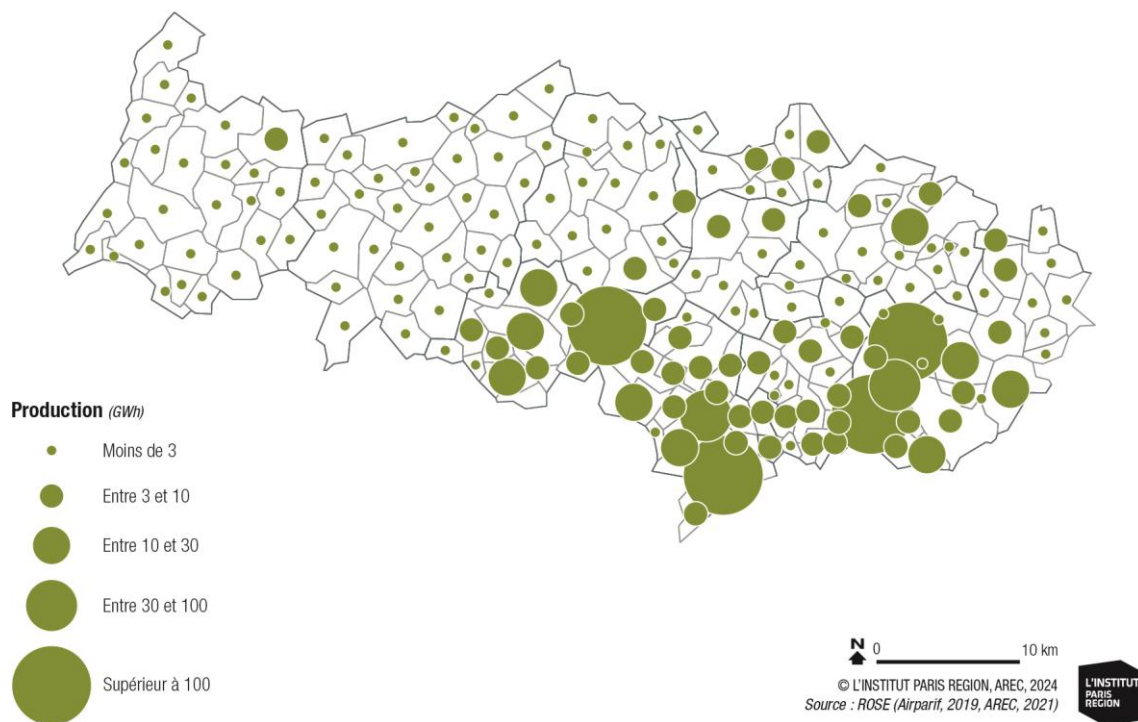 Production (GWh)
Moins de 3
Entre 3 et 10
Entre 10 et 30
Entre 30 et 100
Supérieur à 100
N 0 10 km
© L'INSTITUT PARIS REGION, AREC, 2024
Source : ROSE (Airparif, 2019, AREC, 2021)
L'INSTITUT
PARIS
REGION